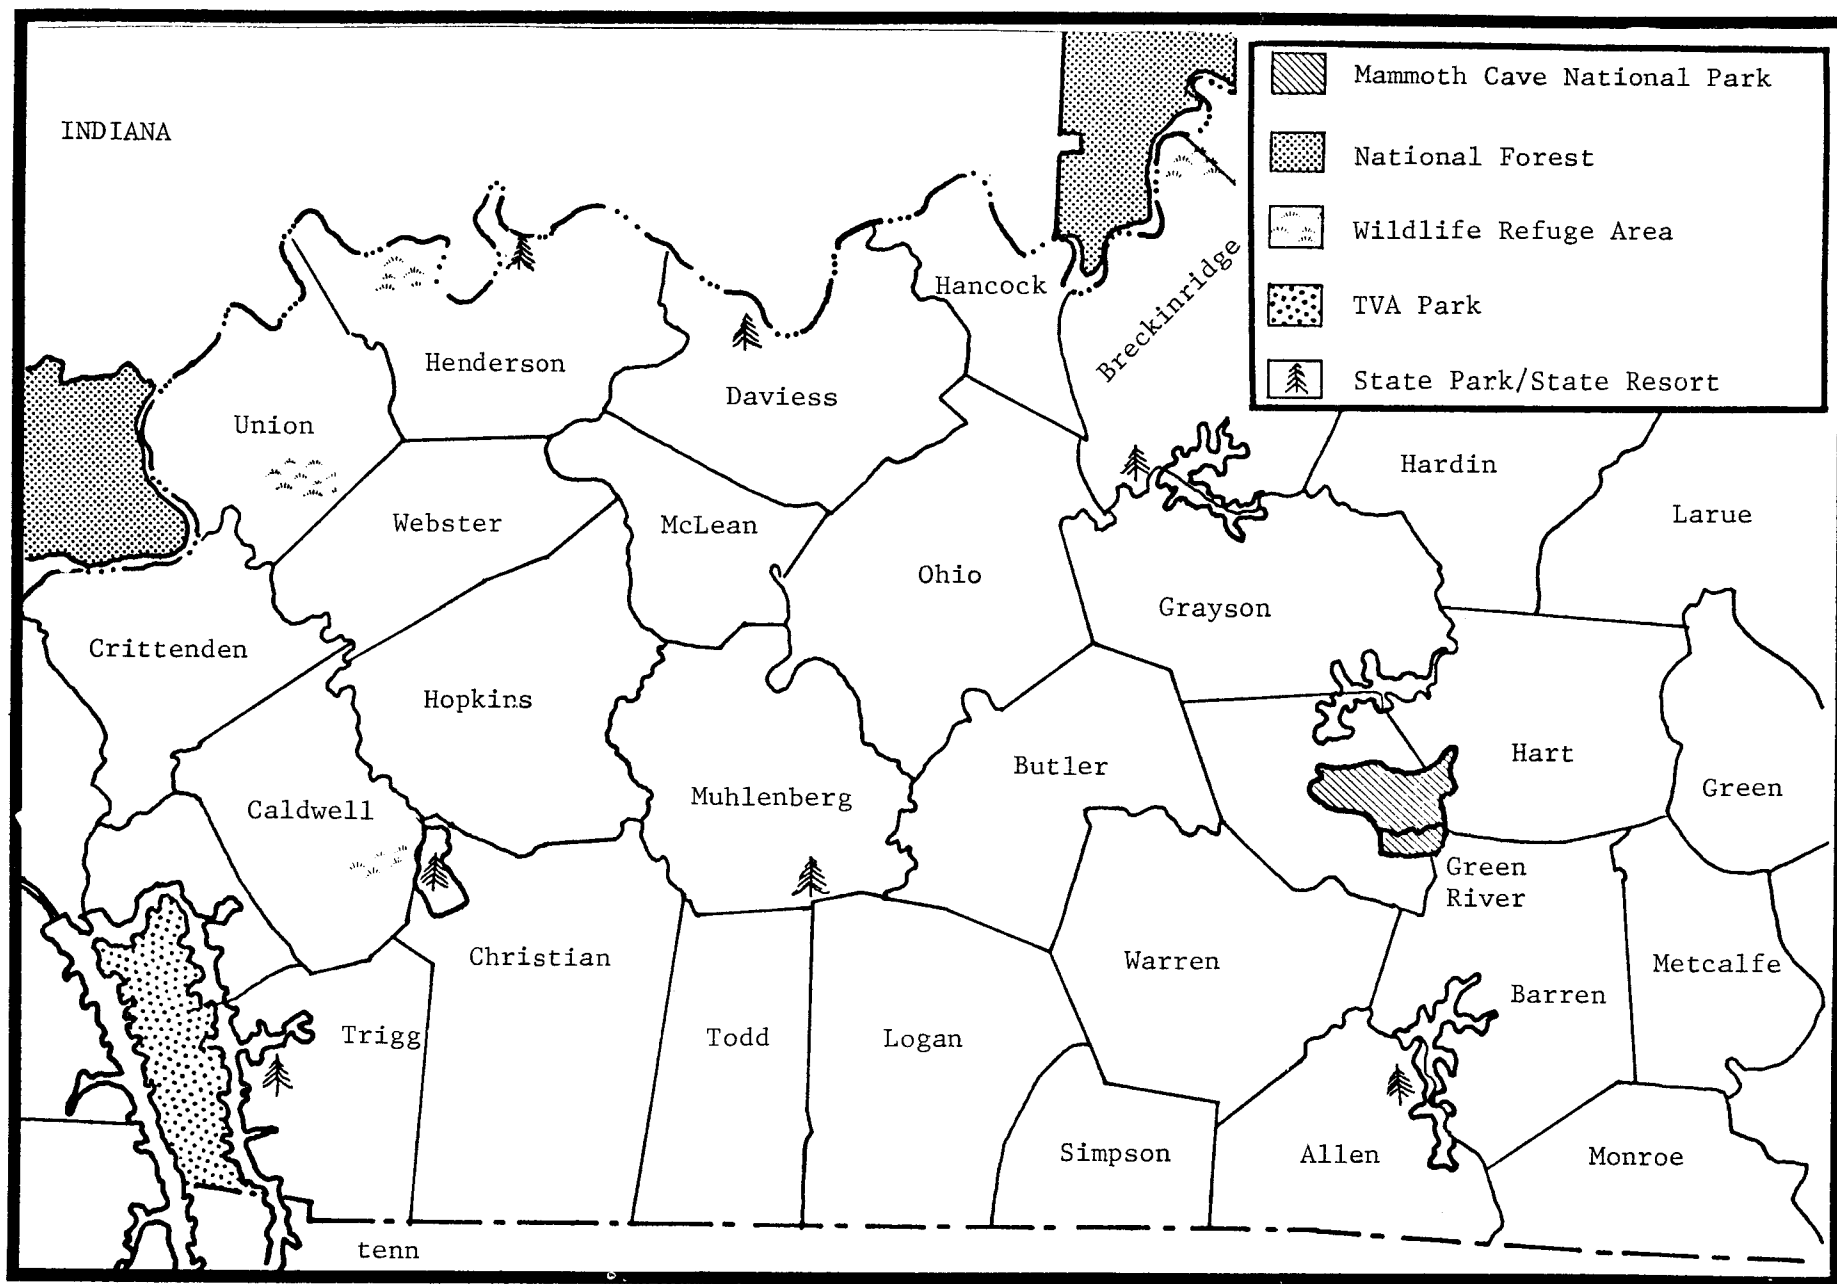 INDIANA
Mammoth Cave National Park
National Forest
Wildlife Refuge Area
TVA Park
State Park/State Resort
Hancock
Breckinridge
Henderson
Daviess
Union
Hardin
Larue
Webster
McLean
Ohio
Grayson
Crittenden
Hopkins
Hart
Butler
Green
Muhlenberg
Caldwell
Green
River
Christian
Warren
Metcalfe
Barren
Trigg
Todd
Logan
Simpson
Allen
Monroe
tenn